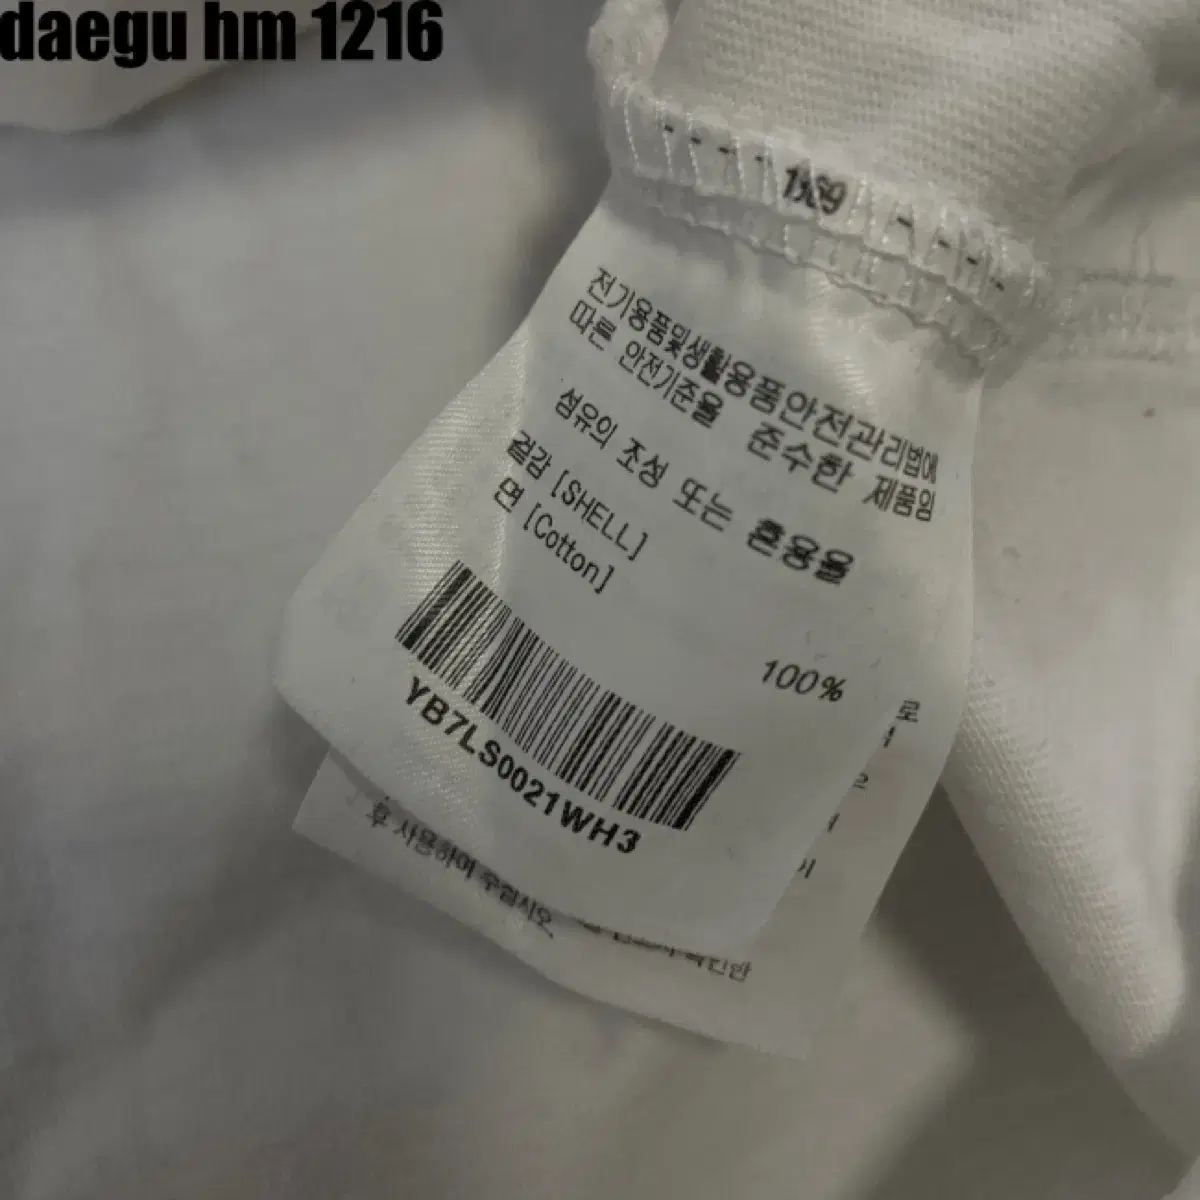 daegu hm 1216
전기용품및생활용품안전관리법에
따른 안전기준을 준수한 제품임
섬유의 조성 또는 혼용율
겉감 [SHELL]
면 [Cotton]
100%
YB7LS0021WH3
후 사용하여 주십시오.